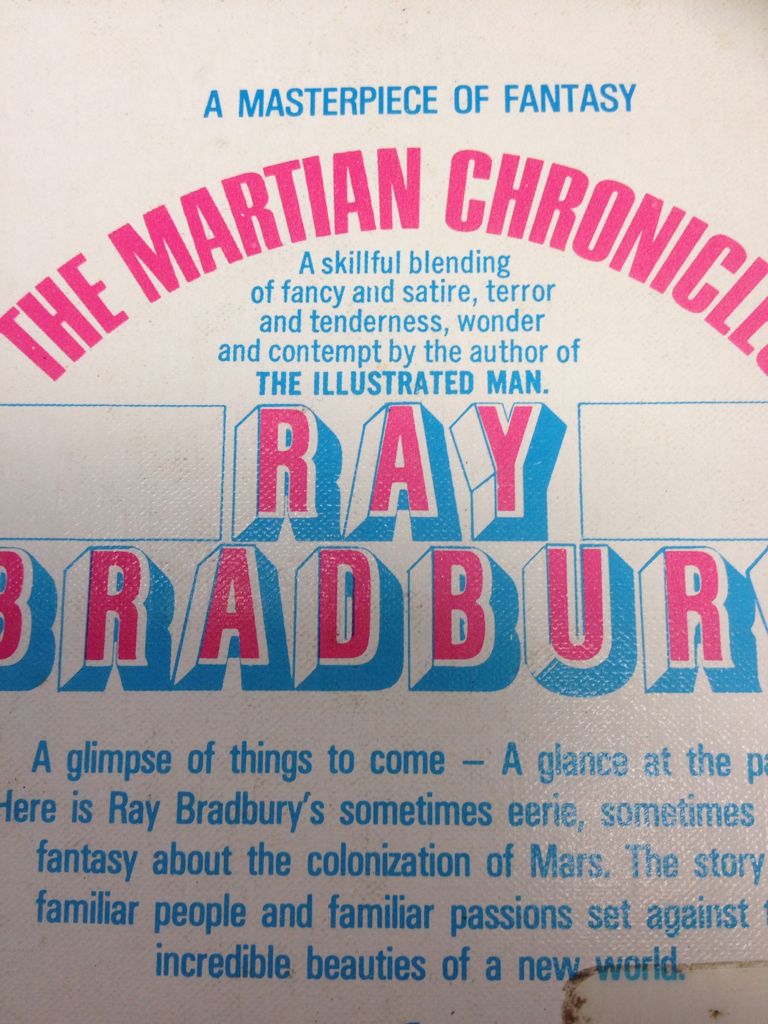 A MASTERPIECE OF FANTASY
THE MARTIAN CHRONICLE
A skillful blending
of fancy and satire, terror
and tenderness, wonder
and contempt by the author of
THE ILLUSTRATED MAN.
RAY
BRADBUR
A glimpse of things to come – A glance at the pa
Here is Ray Bradbury's sometimes eerie, sometimes
fantasy about the colonization of Mars. The story
familiar people and familiar passions set against t
incredible beauties of a new world.